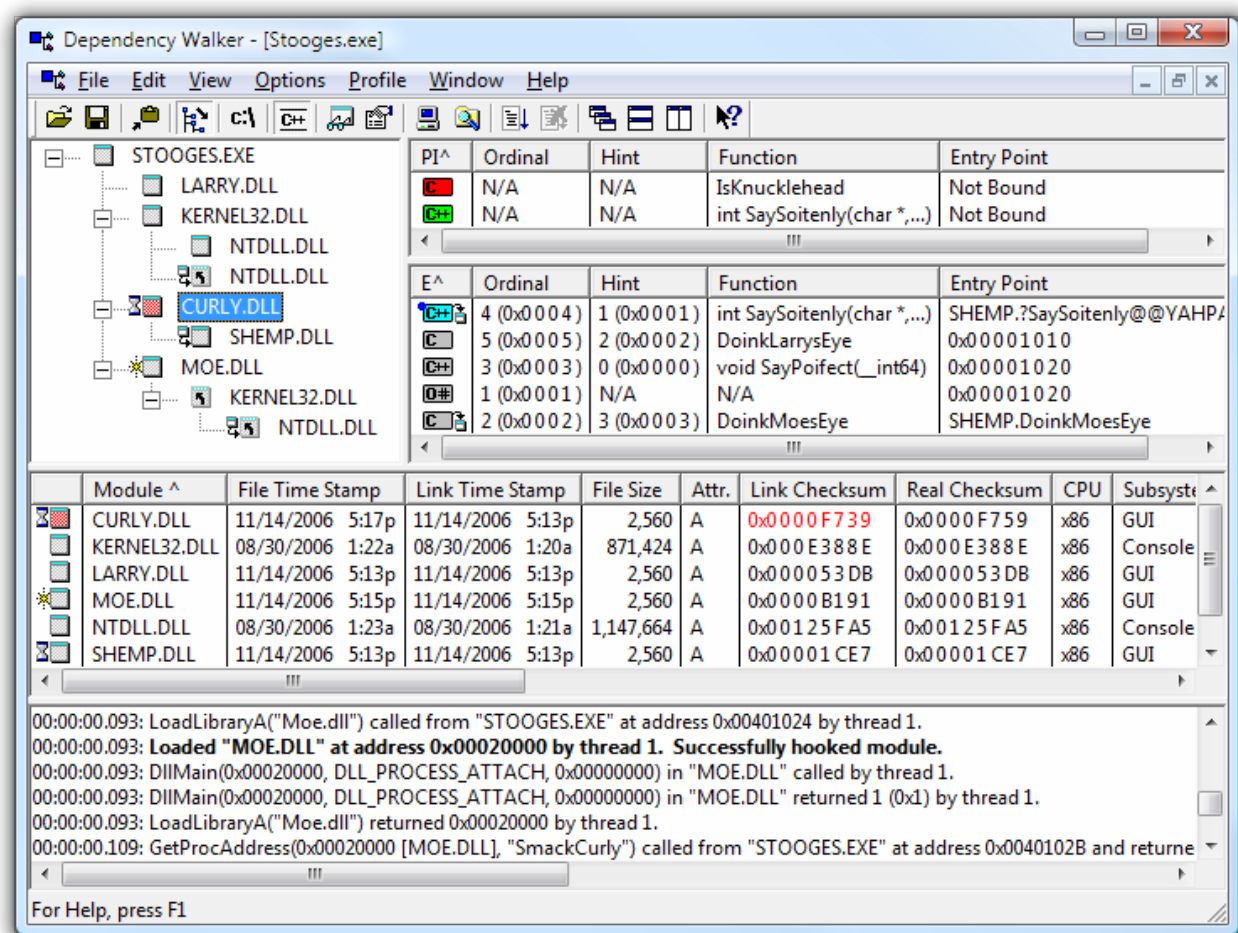 Dependency Walker - [Stooges.exe]
File Edit View Options Profile Window Help
C:\ C++
STOOGES.EXE
LARRY.DLL
KERNEL32.DLL
NTDLL.DLL
NTDLL.DLL
CURLY.DLL
SHEMP.DLL
MOE.DLL
KERNEL32.DLL
NTDLL.DLL
PI^ Ordinal Hint Function Entry Point
C N/A N/A IsKnucklehead Not Bound
C++ N/A N/A int SaySoitenly(char *,...) Not Bound
E^ Ordinal Hint Function Entry Point
C++ 4 (0x0004) 1 (0x0001) int SaySoitenly(char *,...) SHEMP.?SaySoitenly@@YAHPA
C 5 (0x0005) 2 (0x0002) DoinkLarrysEye 0x00001010
C++ 3 (0x0003) 0 (0x0000) void SayPoifect(__int64) 0x00001020
O# 1 (0x0001) N/A N/A 0x00001020
C 2 (0x0002) 3 (0x0003) DoinkMoesEye SHEMP.DoinkMoesEye
Module ^ File Time Stamp Link Time Stamp File Size Attr. Link Checksum Real Checksum CPU Subsyste
CURLY.DLL 11/14/2006 5:17p 11/14/2006 5:13p 2,560 A 0x0000F739 0x0000F759 x86 GUI
KERNEL32.DLL 08/30/2006 1:22a 08/30/2006 1:20a 871,424 A 0x000E388E 0x000E388E x86 Console
LARRY.DLL 11/14/2006 5:13p 11/14/2006 5:13p 2,560 A 0x000053DB 0x000053DB x86 GUI
MOE.DLL 11/14/2006 5:15p 11/14/2006 5:15p 2,560 A 0x0000B191 0x0000B191 x86 GUI
NTDLL.DLL 08/30/2006 1:23a 08/30/2006 1:21a 1,147,664 A 0x00125FA5 0x00125FA5 x86 Console
SHEMP.DLL 11/14/2006 5:13p 11/14/2006 5:13p 2,560 A 0x00001CE7 0x00001CE7 x86 GUI
00:00:00.093: LoadLibraryA("Moe.dll") called from "STOOGES.EXE" at address 0x00401024 by thread 1.
00:00:00.093: Loaded "MOE.DLL" at address 0x00020000 by thread 1. Successfully hooked module.
00:00:00.093: DllMain(0x00020000, DLL_PROCESS_ATTACH, 0x00000000) in "MOE.DLL" called by thread 1.
00:00:00.093: DllMain(0x00020000, DLL_PROCESS_ATTACH, 0x00000000) in "MOE.DLL" returned 1 (0x1) by thread 1.
00:00:00.093: LoadLibraryA("Moe.dll") returned 0x00020000 by thread 1.
00:00:00.109: GetProcAddress(0x00020000 [MOE.DLL], "SmackCurly") called from "STOOGES.EXE" at address 0x0040102B and returne
For Help, press F1